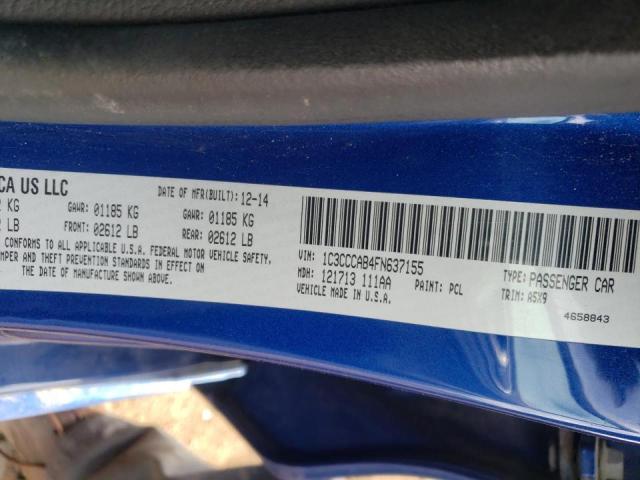 CA US LLC DATE OF MFR(BUILT): 12-14
KG GAWR: 01185 KG GAWR: 01185 KG
LB FRONT: 02612 LB REAR: 02612 LB
CONFORMS TO ALL APPLICABLE U.S.A. FEDERAL MOTOR VEHICLE SAFETY,
AND THEFT PREVENTION STANDARDS IN EFFECT
THE DATE OF MANUFACTURE SHOWN ABOVE.
VIN: 1C3CCCAB4FN637155
MDH: 121713 111AA PAINT: PCL
VEHICLE MADE IN U.S.A.
TYPE: PASSENGER CAR
TRIM: A5X9
4658843